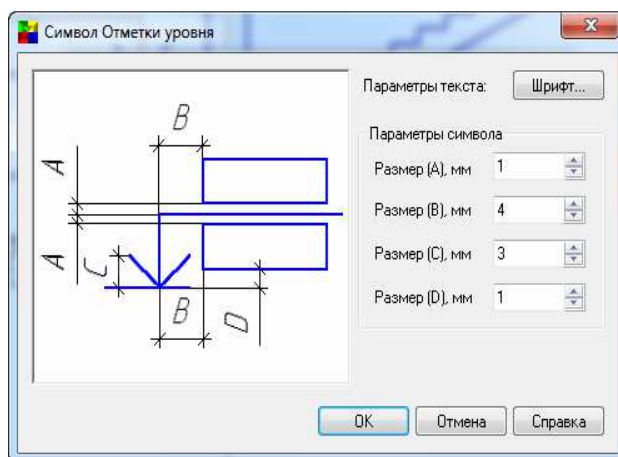 Символ Отметки уровня
Параметры текста: Шрифт...
B
A
A
C
B
D
Параметры символа
Размер (A), мм 1
Размер (B), мм 4
Размер (C), мм 3
Размер (D), мм 1
OK Отмена Справка